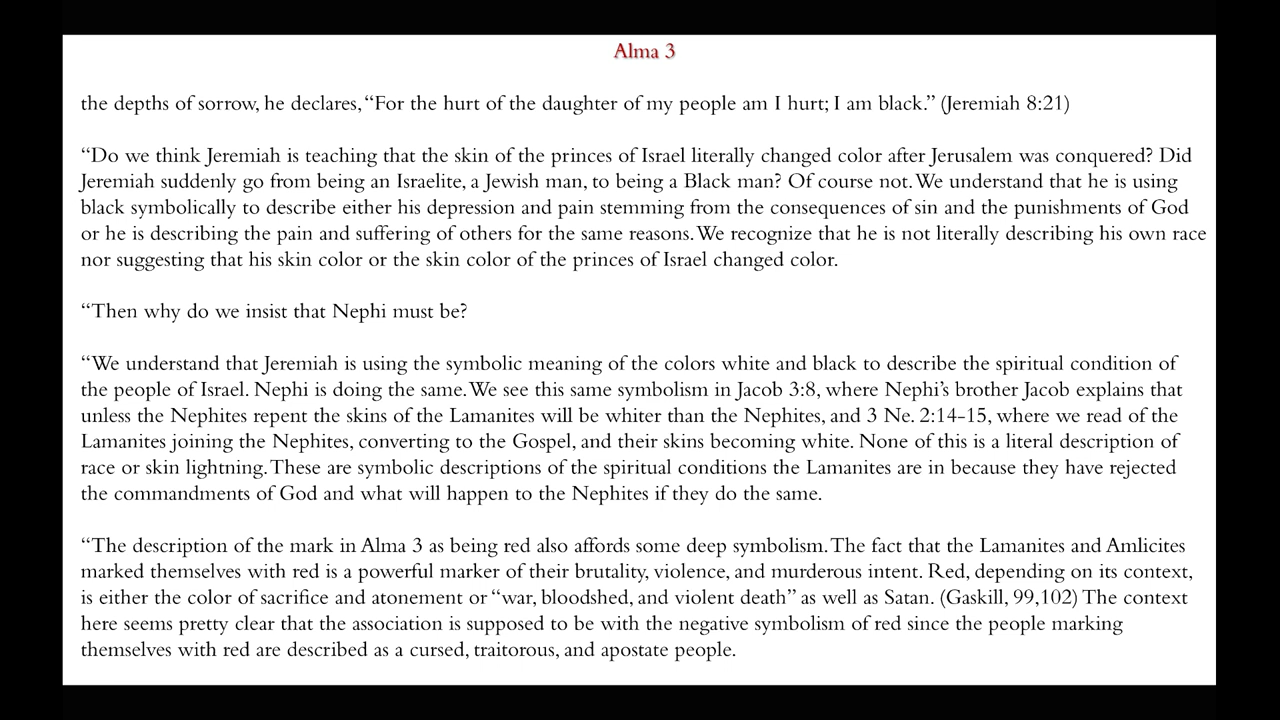 Alma 3
the depths of sorrow, he declares, “For the hurt of the daughter of my people am I hurt; I am black.” (Jeremiah 8:21)
“Do we think Jeremiah is teaching that the skin of the princes of Israel literally changed color after Jerusalem was conquered? Did
Jeremiah suddenly go from being an Israelite, a Jewish man, to being a Black man? Of course not. We understand that he is using
black symbolically to describe either his depression and pain stemming from the consequences of sin and the punishments of God
or he is describing the pain and suffering of others for the same reasons. We recognize that he is not literally describing his own race
nor suggesting that his skin color or the skin color of the princes of Israel changed color.
“Then why do we insist that Nephi must be?
“We understand that Jeremiah is using the symbolic meaning of the colors white and black to describe the spiritual condition of
the people of Israel. Nephi is doing the same. We see this same symbolism in Jacob 3:8, where Nephi’s brother Jacob explains that
unless the Nephites repent the skins of the Lamanites will be whiter than the Nephites, and 3 Ne. 2:14-15, where we read of the
Lamanites joining the Nephites, converting to the Gospel, and their skins becoming white. None of this is a literal description of
race or skin lightning. These are symbolic descriptions of the spiritual conditions the Lamanites are in because they have rejected
the commandments of God and what will happen to the Nephites if they do the same.
“The description of the mark in Alma 3 as being red also affords some deep symbolism. The fact that the Lamanites and Amlicites
marked themselves with red is a powerful marker of their brutality, violence, and murderous intent. Red, depending on its context,
is either the color of sacrifice and atonement or “war, bloodshed, and violent death” as well as Satan. (Gaskill, 99,102) The context
here seems pretty clear that the association is supposed to be with the negative symbolism of red since the people marking
themselves with red are described as a cursed, traitorous, and apostate people.